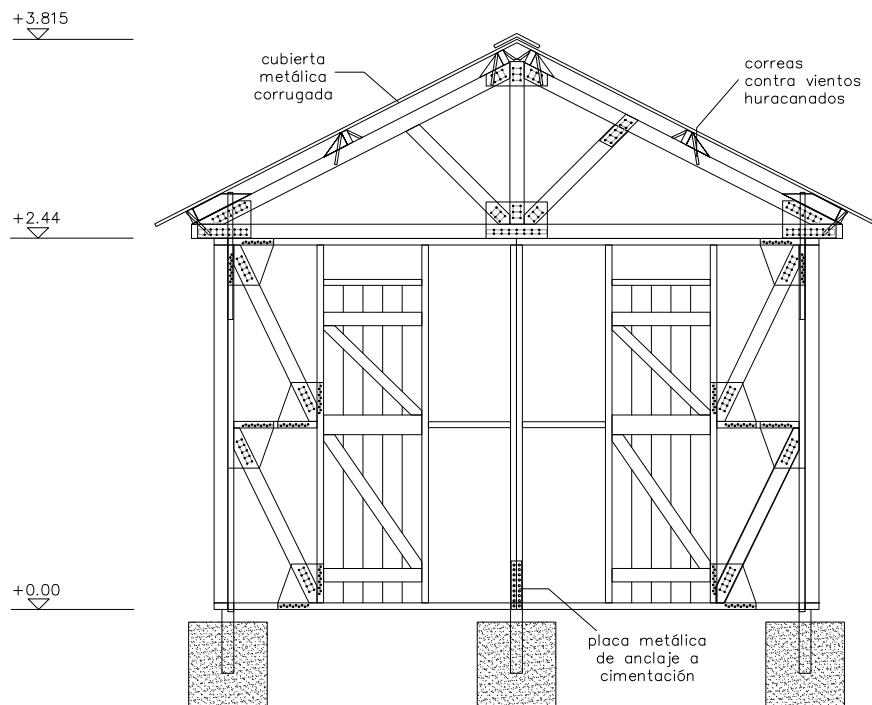 +3.815
cubierta
metálica
corrugada
correas
contra vientos
huracanados
+2.44
+0.00
placa metálica
de anclaje a
cimentación